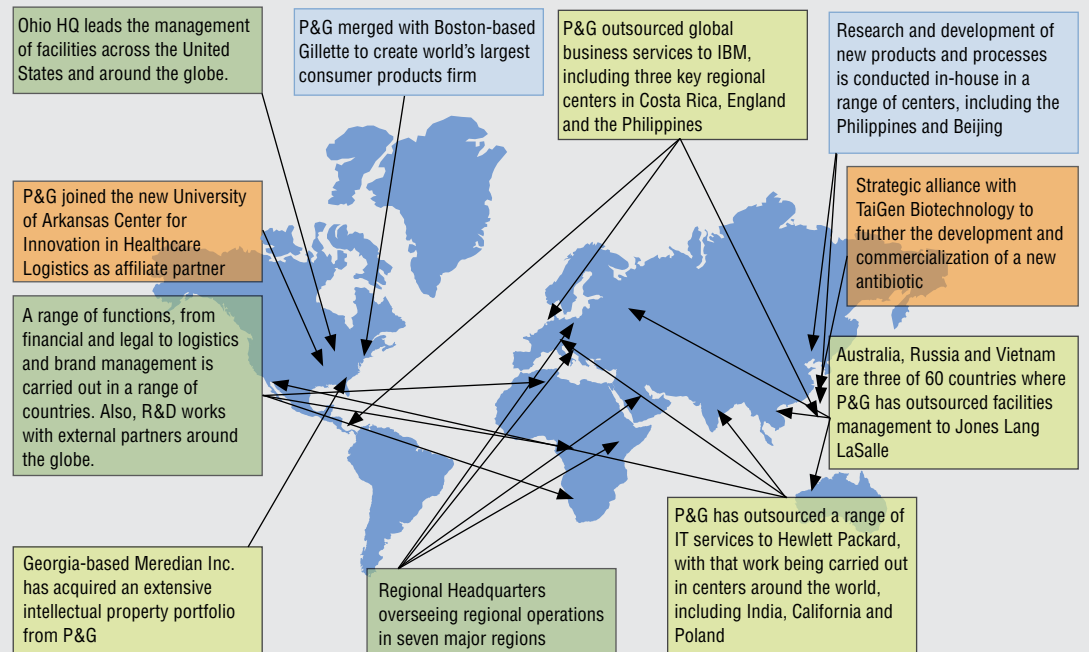 Ohio HQ leads the management
of facilities across the United
States and around the globe.
P&G merged with Boston-based
Gillette to create world's largest
consumer products firm
P&G outsourced global
business services to IBM,
including three key regional
centers in Costa Rica, England
and the Philippines
Research and development of
new products and processes
is conducted in-house in a
range of centers, including the
Philippines and Beijing
P&G joined the new University
of Arkansas Center for
Innovation in Healthcare
Logistics as affiliate partner
Strategic alliance with
TaiGen Biotechnology to
further the development and
commercialization of a new
antibiotic
A range of functions, from
financial and legal to logistics
and brand management is
carried out in a range of
countries. Also, R&D works
with external partners around
the globe.
Australia, Russia and Vietnam
are three of 60 countries where
P&G has outsourced facilities
management to Jones Lang
LaSalle
Georgia-based Meredian Inc.
has acquired an extensive
intellectual property portfolio
from P&G
Regional Headquarters
overseeing regional operations
in seven major regions
P&G has outsourced a range of
IT services to Hewlett Packard,
with that work being carried out
in centers around the world,
including India, California and
Poland